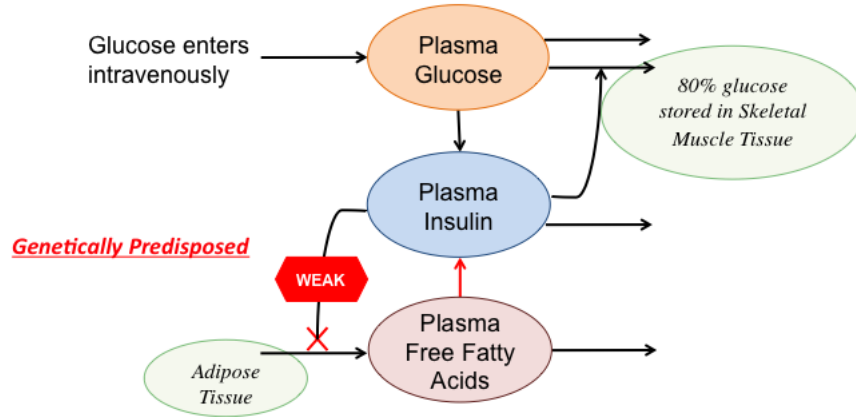 Glucose enters
intravenously
Plasma
Glucose
80% glucose
stored in Skeletal
Muscle Tissue
Plasma
Insulin
Genetically Predisposed
WEAK
Plasma
Free Fatty
Acids
Adipose
Tissue